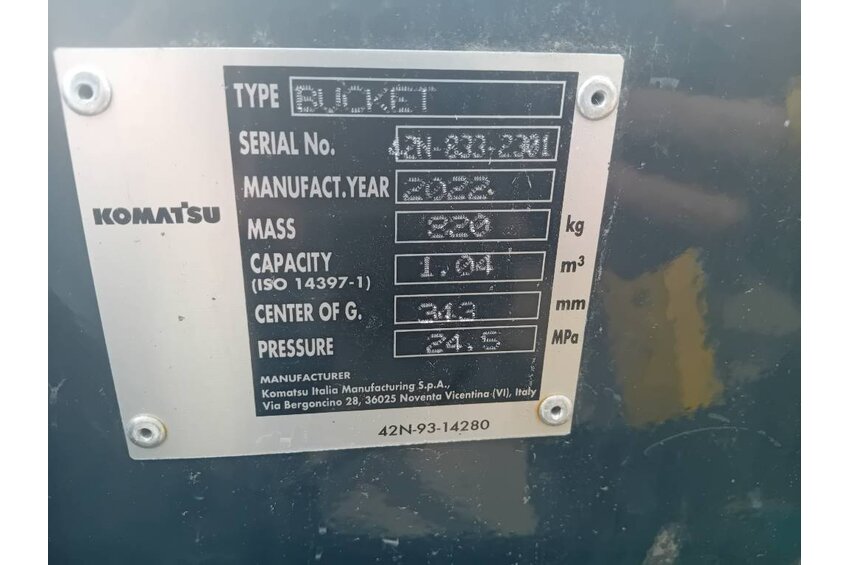 TYPE BUCKET
SERIAL No. 42N-833-2301
MANUFACT.YEAR 2022
KOMATSU
MASS 820 kg
CAPACITY 1.04 m³
(ISO 14397-1)
CENTER OF G. 343 mm
PRESSURE 24.5 MPa
MANUFACTURER
Komatsu Italia Manufacturing S.p.A.,
Via Bergoncino 28, 36025 Noventa Vicentina (VI), Italy
42N-93-14280